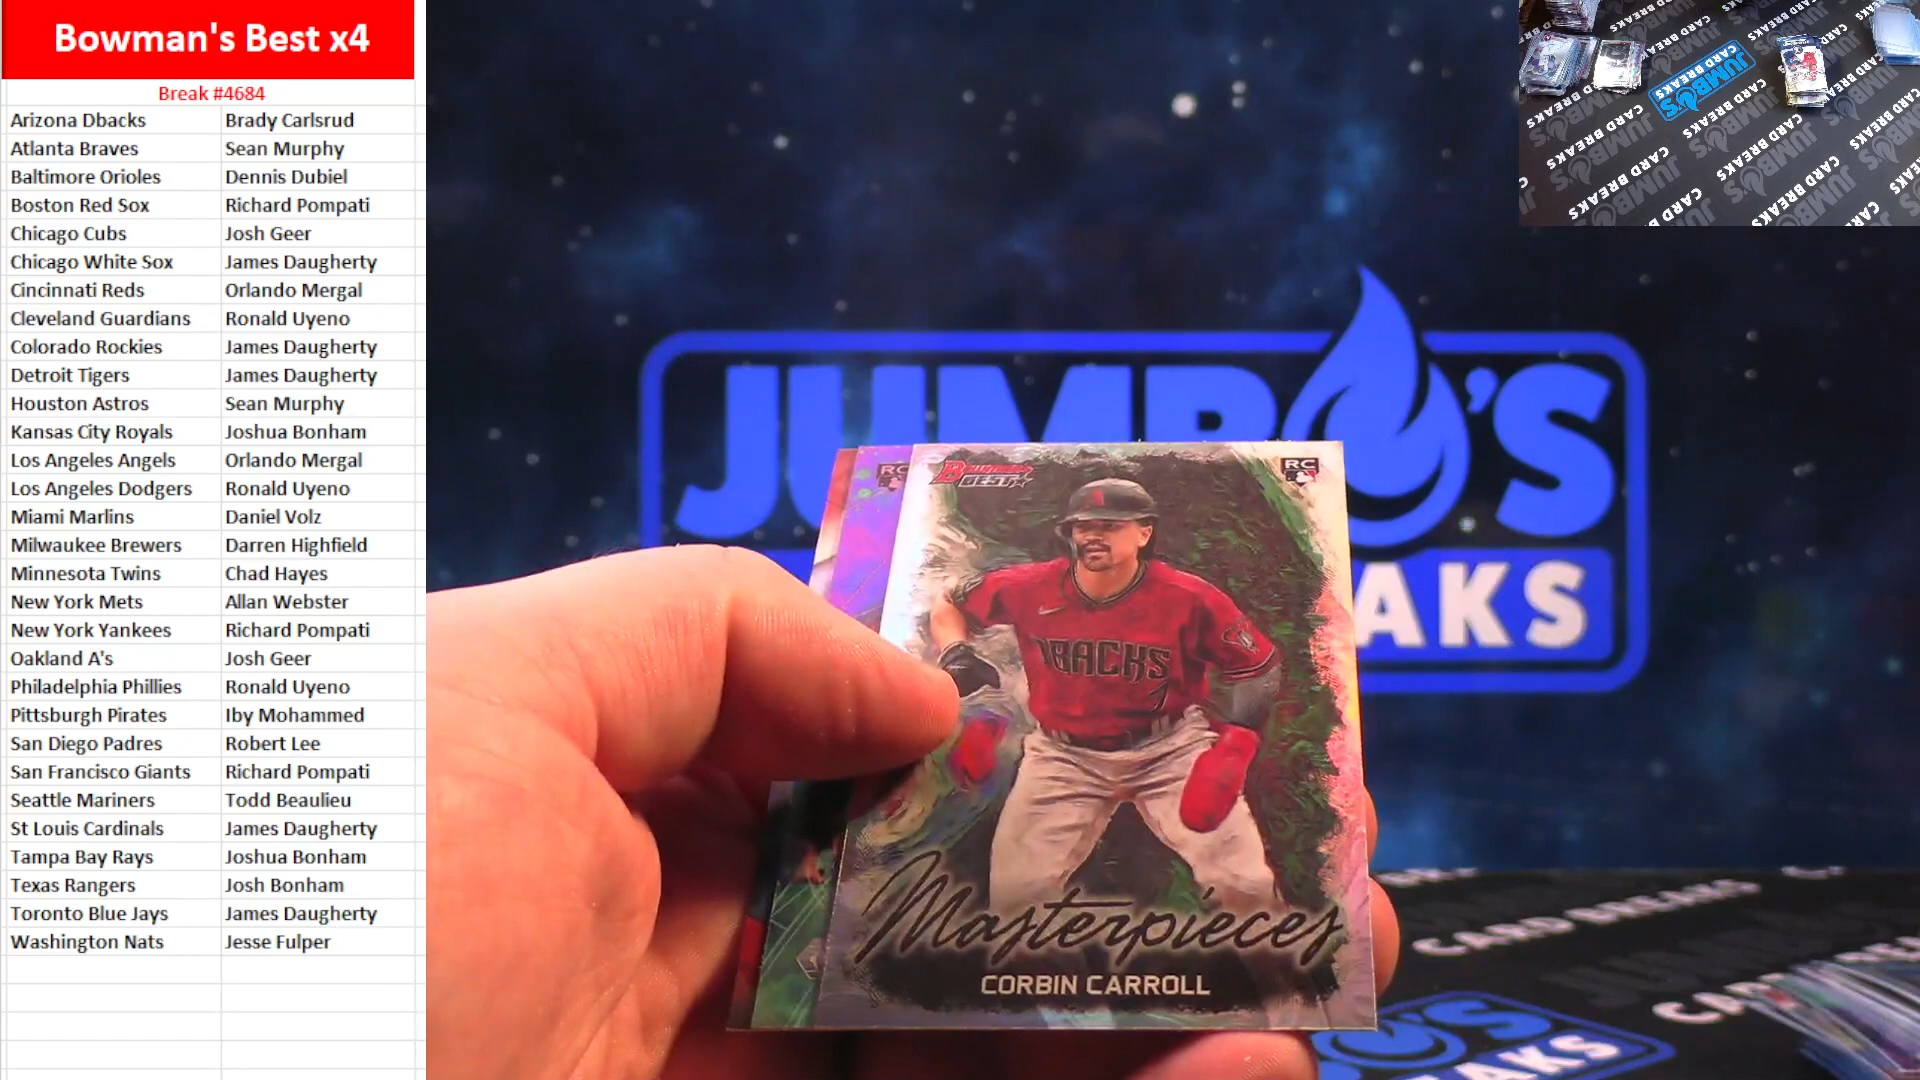 Bowman's Best x4
Break #4684
Arizona Dbacks Brady Carlsrud
Atlanta Braves Sean Murphy
Baltimore Orioles Dennis Dubiel
Boston Red Sox Richard Pompati
Chicago Cubs Josh Geer
Chicago White Sox James Daugherty
Cincinnati Reds Orlando Mergal
Cleveland Guardians Ronald Uyeno
Colorado Rockies James Daugherty
Detroit Tigers James Daugherty
Houston Astros Sean Murphy
Kansas City Royals Joshua Bonham
Los Angeles Angels Orlando Mergal
Los Angeles Dodgers Ronald Uyeno
Miami Marlins Daniel Volz
Milwaukee Brewers Darren Highfield
Minnesota Twins Chad Hayes
New York Mets Allan Webster
New York Yankees Richard Pompati
Oakland A's Josh Geer
Philadelphia Phillies Ronald Uyeno
Pittsburgh Pirates Iby Mohammed
San Diego Padres Robert Lee
San Francisco Giants Richard Pompati
Seattle Mariners Todd Beaulieu
St Louis Cardinals James Daugherty
Tampa Bay Rays Joshua Bonham
Texas Rangers Josh Bonham
Toronto Blue Jays James Daugherty
Washington Nats Jesse Fulper
JUMBO'S
CARD BREAKS
JUMBO'S
AKS
RC
BOWMAN'S
BEST
RC
DBACKS
Masterpieces
CORBIN CARROLL
CARD BREAKS